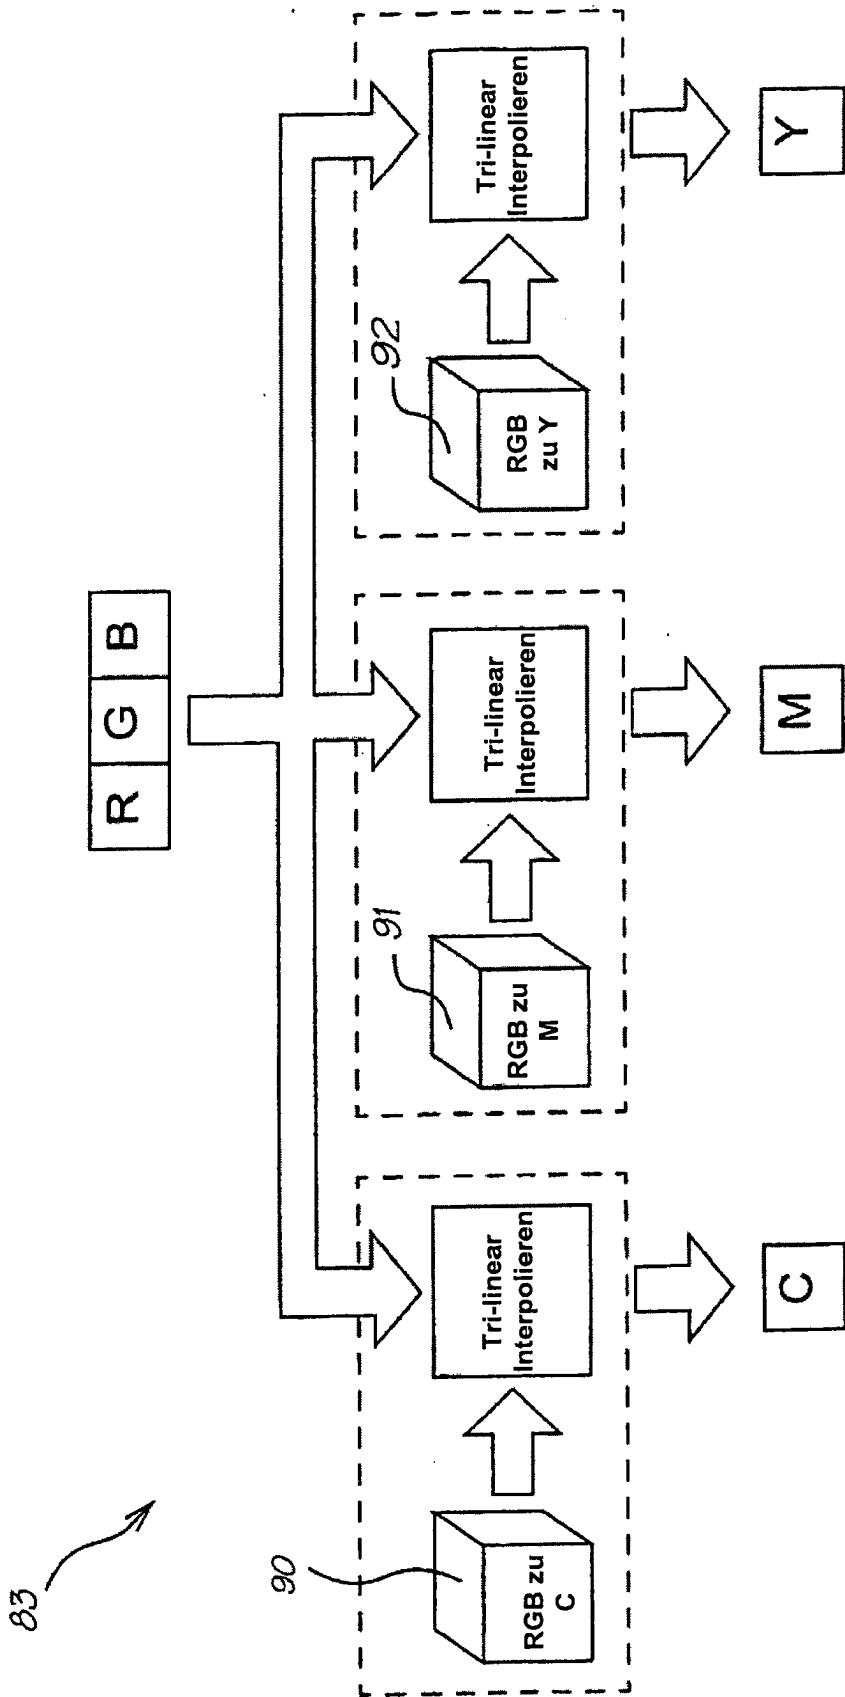 83
R G B
90
RGB zu
C
Tri-linear
Interpolieren
91
RGB zu
M
Tri-linear
Interpolieren
92
RGB
zu Y
Tri-linear
Interpolieren
C
M
Y